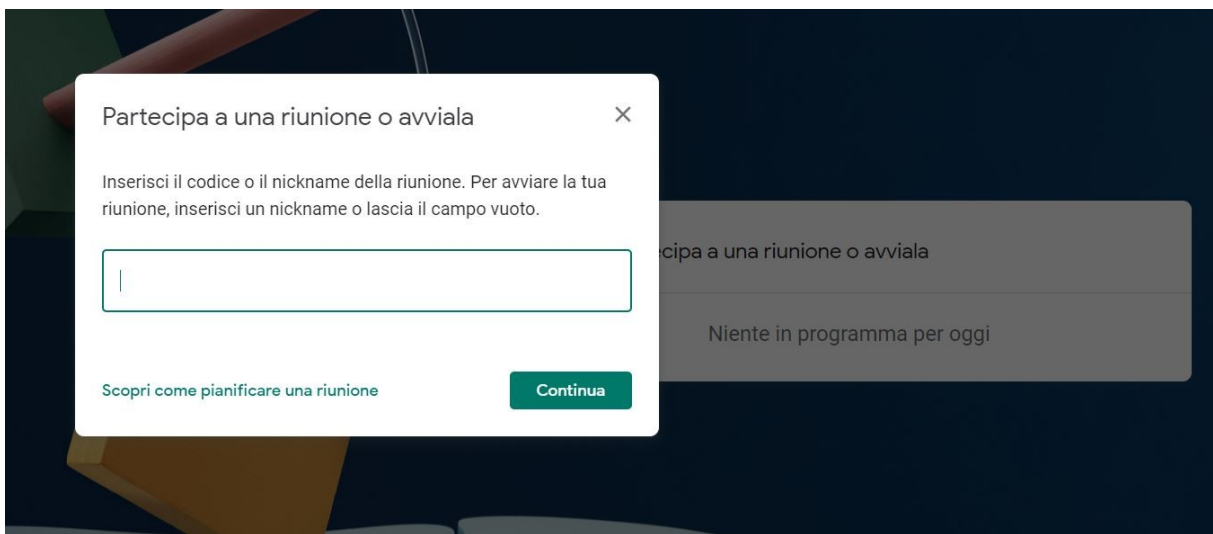 Partecipa a una riunione o avviala
Inserisci il codice o il nickname della riunione. Per avviare la tua
riunione, inserisci un nickname o lascia il campo vuoto.
ecipa a una riunione o avviala
Niente in programma per oggi
Scopri come pianificare una riunione
Continua